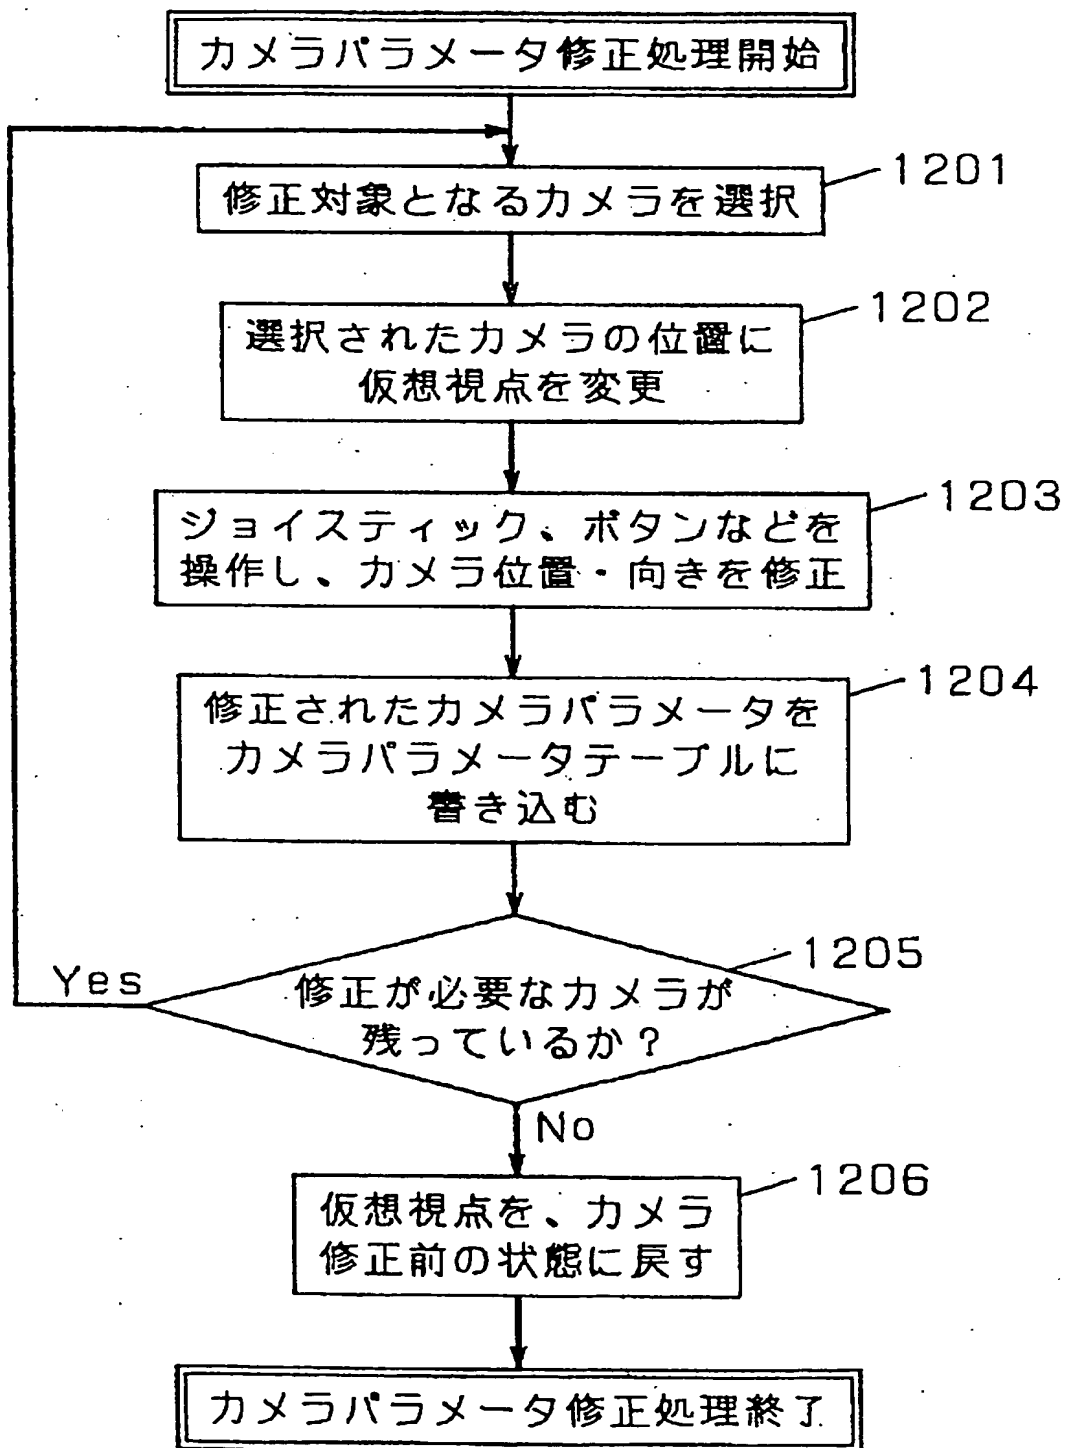 カメラパラメータ修正処理開始
1201
修正対象となるカメラを選択
1202
選択されたカメラの位置に
仮想視点を変更
1203
ジョイスティック、ボタンなどを
操作し、カメラ位置・向きを修正
1204
修正されたカメラパラメータを
カメラパラメータテーブルに
書き込む
1205
Yes
修正が必要なカメラが
残っているか？
No
1206
仮想視点を、カメラ
修正前の状態に戻す
カメラパラメータ修正処理終了